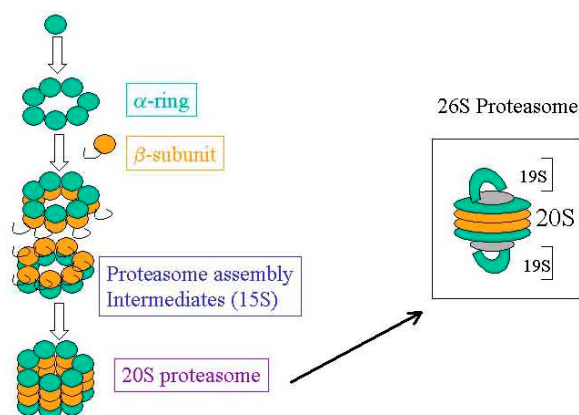 α-ring
β-subunit
Proteasome assembly
Intermediates (15S)
20S proteasome
26S Proteasome
19S
20S
19S